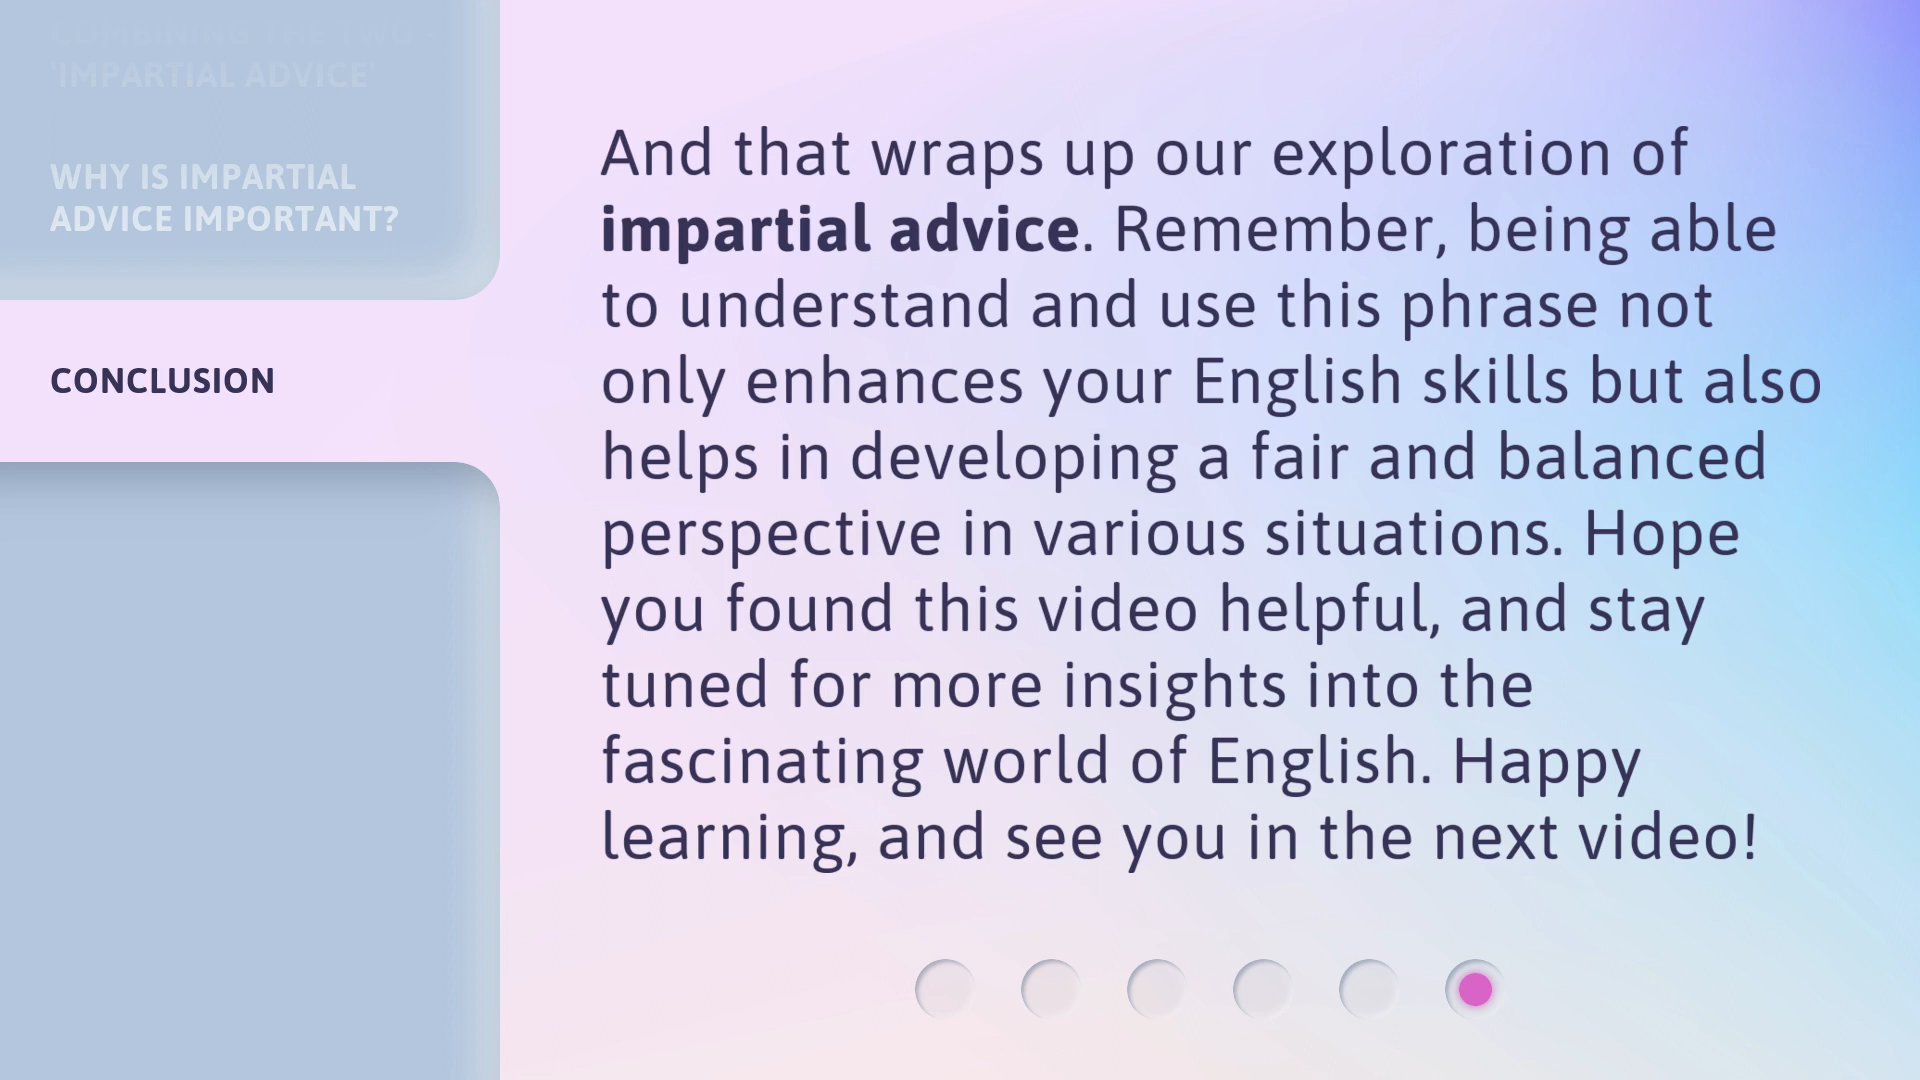 COMBINING THE TWO
'IMPARTIAL ADVICE'
WHY IS IMPARTIAL
ADVICE IMPORTANT?
CONCLUSION
And that wraps up our exploration of
impartial advice. Remember, being able
to understand and use this phrase not
only enhances your English skills but also
helps in developing a fair and balanced
perspective in various situations. Hope
you found this video helpful, and stay
tuned for more insights into the
fascinating world of English. Happy
learning, and see you in the next video!